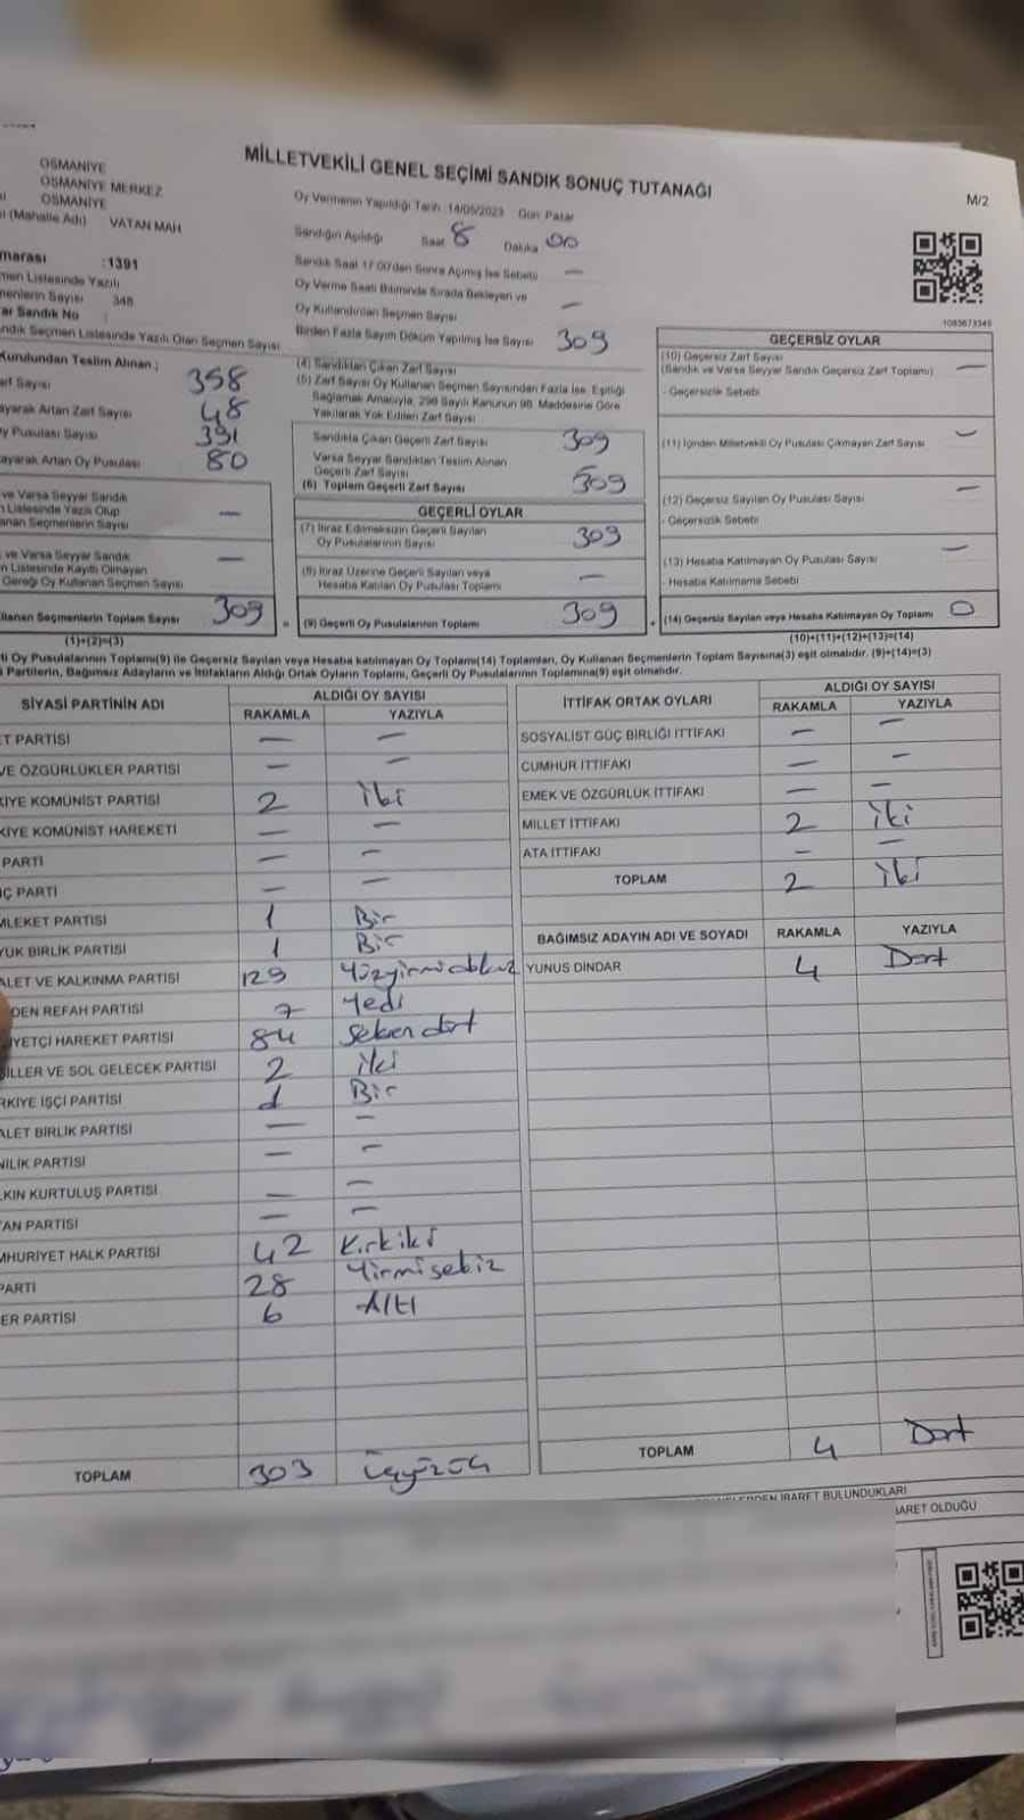 MİLLETVEKİLİ GENEL SEÇİMİ SANDIK SONUÇ TUTANAĞI
M/2
OSMANİYE
OSMANİYE MERKEZ
OSMANİYE
(Mahalle Adı) VATAN MAH
:1391
348
Oy Vermenin Yapıldığı Tarih :14/05/2023 Gün: Pazar
Sandığın Açıldığı Saat 8 Dakika 00
Sandık Saat 17:00'den Sonra Açılmış İse Sebebi —
Oy Verme Saati Bitiminde Sırada Bekleyen ve
Oy Kullandırılan Seçmen Sayısı —
Birden Fazla Sayım Döküm Yapılmış İse Sayısı
309
(4) Sandıktan Çıkan Zarf Sayısı
(5) Zarf Sayısı Oy Kullanan Seçmen Sayısından Fazla İse, Eşitliği
Sağlamak Amacıyla, 298 Sayılı Kanunun 98. Maddesine Göre
Yakılarak Yok Edilen Zarf Sayısı
ndık Seçmen Listesinde Yazılı Olan Seçmen Sayısı
Kurulundan Teslim Alınan ;
arf Sayısı 358
ayarak Artan Zarf Sayısı 48
y Pusulası Sayısı 391
ayarak Artan Oy Pusulası 80
ve Varsa Seyyar Sandık
n Listesinde Yazılı Olup
anan Seçmenlerin Sayısı —
ve Varsa Seyyar Sandık
n Listesinde Kayıtlı Olmayan
Gereği Oy Kullanan Seçmen Sayısı —
llanan Seçmenlerin Toplam Sayısı 309
(1)+(2)=(3)
Sandıkta Çıkan Geçerli Zarf Sayısı 309
Varsa Seyyar Sandıktan Teslim Alınan
Geçerli Zarf Sayısı
(6) Toplam Geçerli Zarf Sayısı 309
GEÇERLİ OYLAR
(7) İtiraz Edilmeksizin Geçerli Sayılan
Oy Pusulalarının Sayısı 309
(8) İtiraz Üzerine Geçerli Sayılan veya
Hesaba Katılan Oy Pusulası Toplamı —
(9) Geçerli Oy Pusulalarının Toplamı 309
1083673345
GEÇERSİZ OYLAR
(10) Geçersiz Zarf Sayısı
(Sandık ve Varsa Seyyar Sandık Geçersiz Zarf Toplamı) —
- Geçersizlik Sebebi
(11) İçinden Milletvekili Oy Pusulası Çıkmayan Zarf Sayısı —
(12) Geçersiz Sayılan Oy Pusulası Sayısı —
- Geçersizlik Sebebi
(13) Hesaba Katılmayan Oy Pusulası Sayısı —
- Hesaba Katılmama Sebebi
(14) Geçersiz Sayılan veya Hesaba Katılmayan Oy Toplamı 0
(10)+(11)+(12)+(13)=(14)
li Oy Pusulalarının Toplamı(9) ile Geçersiz Sayılan veya Hesaba katılmayan Oy Toplamı(14) Toplamları, Oy Kullanan Seçmenlerin Toplam Sayısına(3) eşit olmalıdır. (9)+(14)=(3)
Partilerin, Bağımsız Adayların ve İttifakların Aldığı Ortak Oyların Toplamı, Geçerli Oy Pusulalarının Toplamına(9) eşit olmalıdır.
SİYASİ PARTİNİN ADI ALDIĞI OY SAYISI
RAKAMLA YAZIYLA
T PARTİSİ — —
VE ÖZGÜRLÜKLER PARTİSİ — —
KİYE KOMÜNİST PARTİSİ 2 iki
KİYE KOMÜNİST HAREKETİ — —
PARTİ — —
Ç PARTİ — —
MLEKET PARTİSİ 1 Bir
YÜK BİRLİK PARTİSİ 1 Bir
ALET VE KALKINMA PARTİSİ 129 Yüzyirmidokuz
DEN REFAH PARTİSİ 7 Yedi
İYETÇİ HAREKET PARTİSİ 84 Seksendört
İLLER VE SOL GELECEK PARTİSİ 2 iki
RKİYE İŞÇİ PARTİSİ 1 Bir
ALET BİRLİK PARTİSİ — —
NİLİK PARTİSİ — —
LKIN KURTULUŞ PARTİSİ — —
AN PARTİSİ — —
MHURİYET HALK PARTİSİ 42 Kırkiki
PARTİ 28 Yirmisekiz
ER PARTİSİ 6 Altı
TOPLAM 303 Üçyüzüç
İTTİFAK ORTAK OYLARI ALDIĞI OY SAYISI
RAKAMLA YAZIYLA
SOSYALİST GÜÇ BİRLİĞİ İTTİFAKI — —
CUMHUR İTTİFAKI — —
EMEK VE ÖZGÜRLÜK İTTİFAKI — —
MİLLET İTTİFAKI 2 iki
ATA İTTİFAKI — —
TOPLAM 2 iki
BAĞIMSIZ ADAYIN ADI VE SOYADI RAKAMLA YAZIYLA
YUNUS DİNDAR 4 Dört
TOPLAM 4 Dört
İBARET BULUNDUKLARI
BARET OLDUĞU